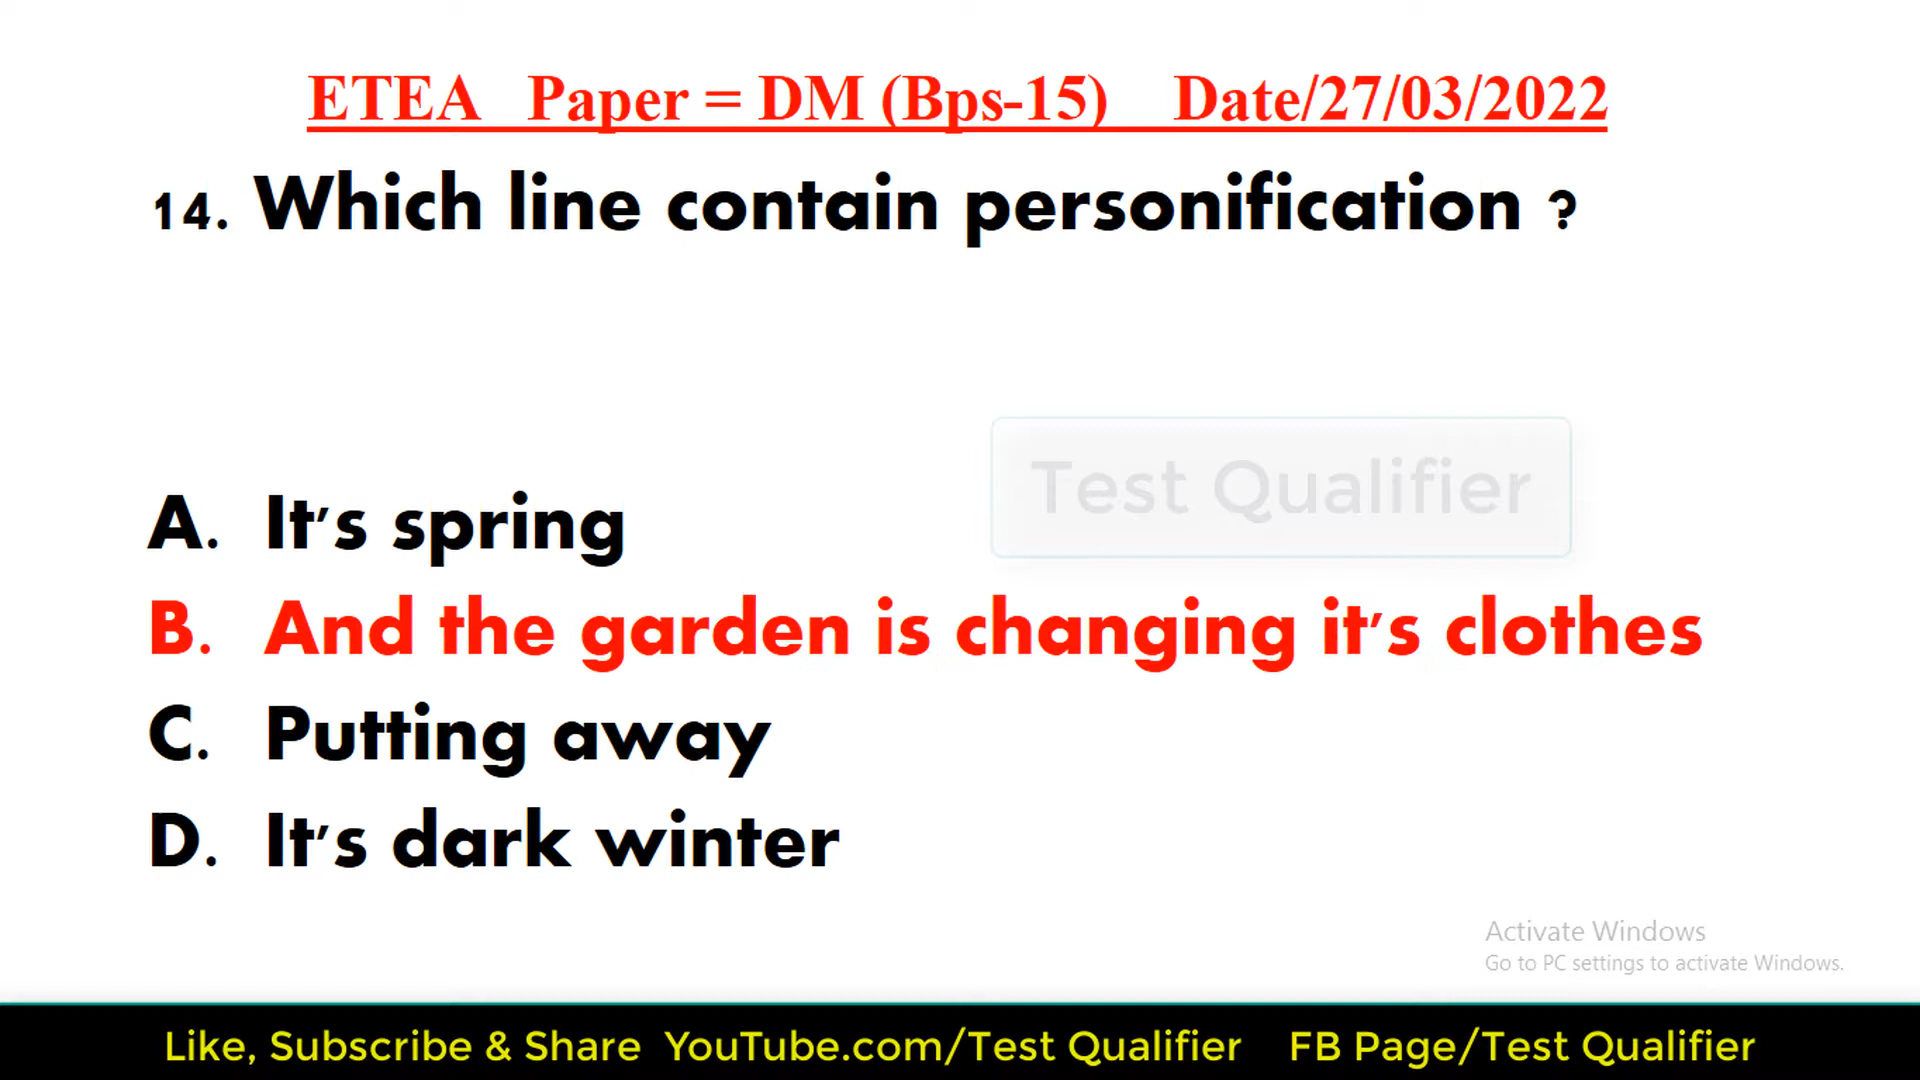 ETEA Paper = DM (Bps-15) Date/27/03/2022
14. Which line contain personification ?
Test Qualifier
A. It's spring
B. And the garden is changing it's clothes
C. Putting away
D. It's dark winter
Activate Windows
Go to PC settings to activate Windows.
Like, Subscribe & Share YouTube.com/Test Qualifier FB Page/Test Qualifier